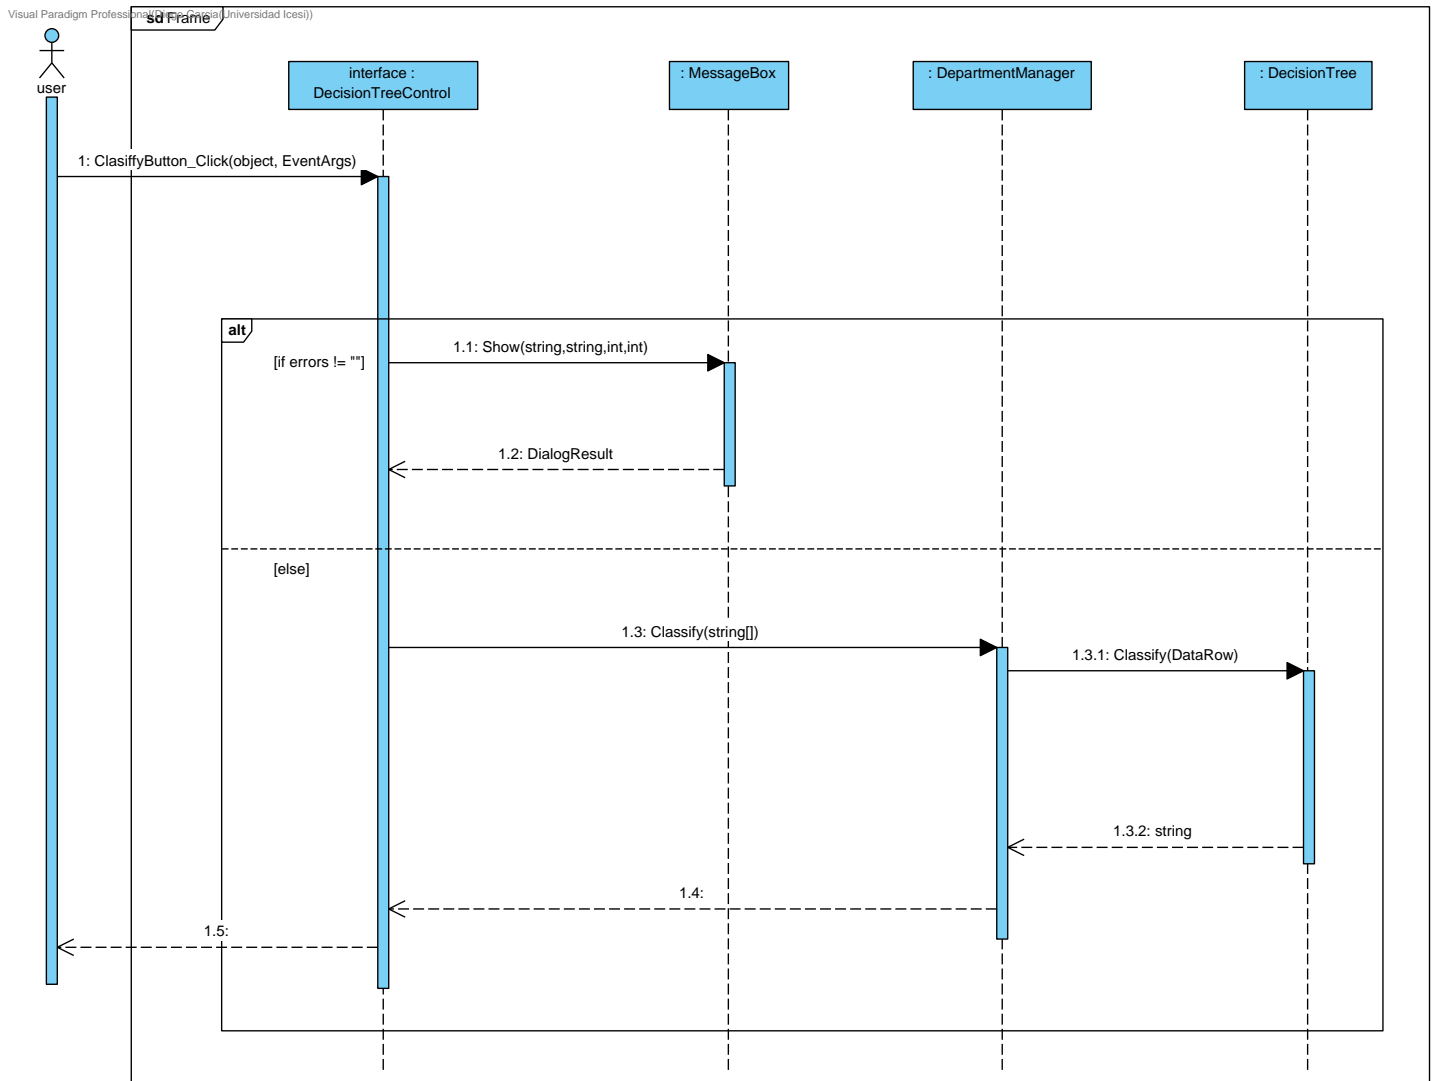 Visual Paradigm Professional(Diego Garcia(Universidad Icesi))
sd Frame
user
interface :
DecisionTreeControl
: MessageBox
: DepartmentManager
: DecisionTree
1: ClasiffyButton_Click(object, EventArgs)
alt
[if errors != ""]
1.1: Show(string,string,int,int)
1.2: DialogResult
[else]
1.3: Classify(string[])
1.3.1: Classify(DataRow)
1.3.2: string
1.4:
1.5: